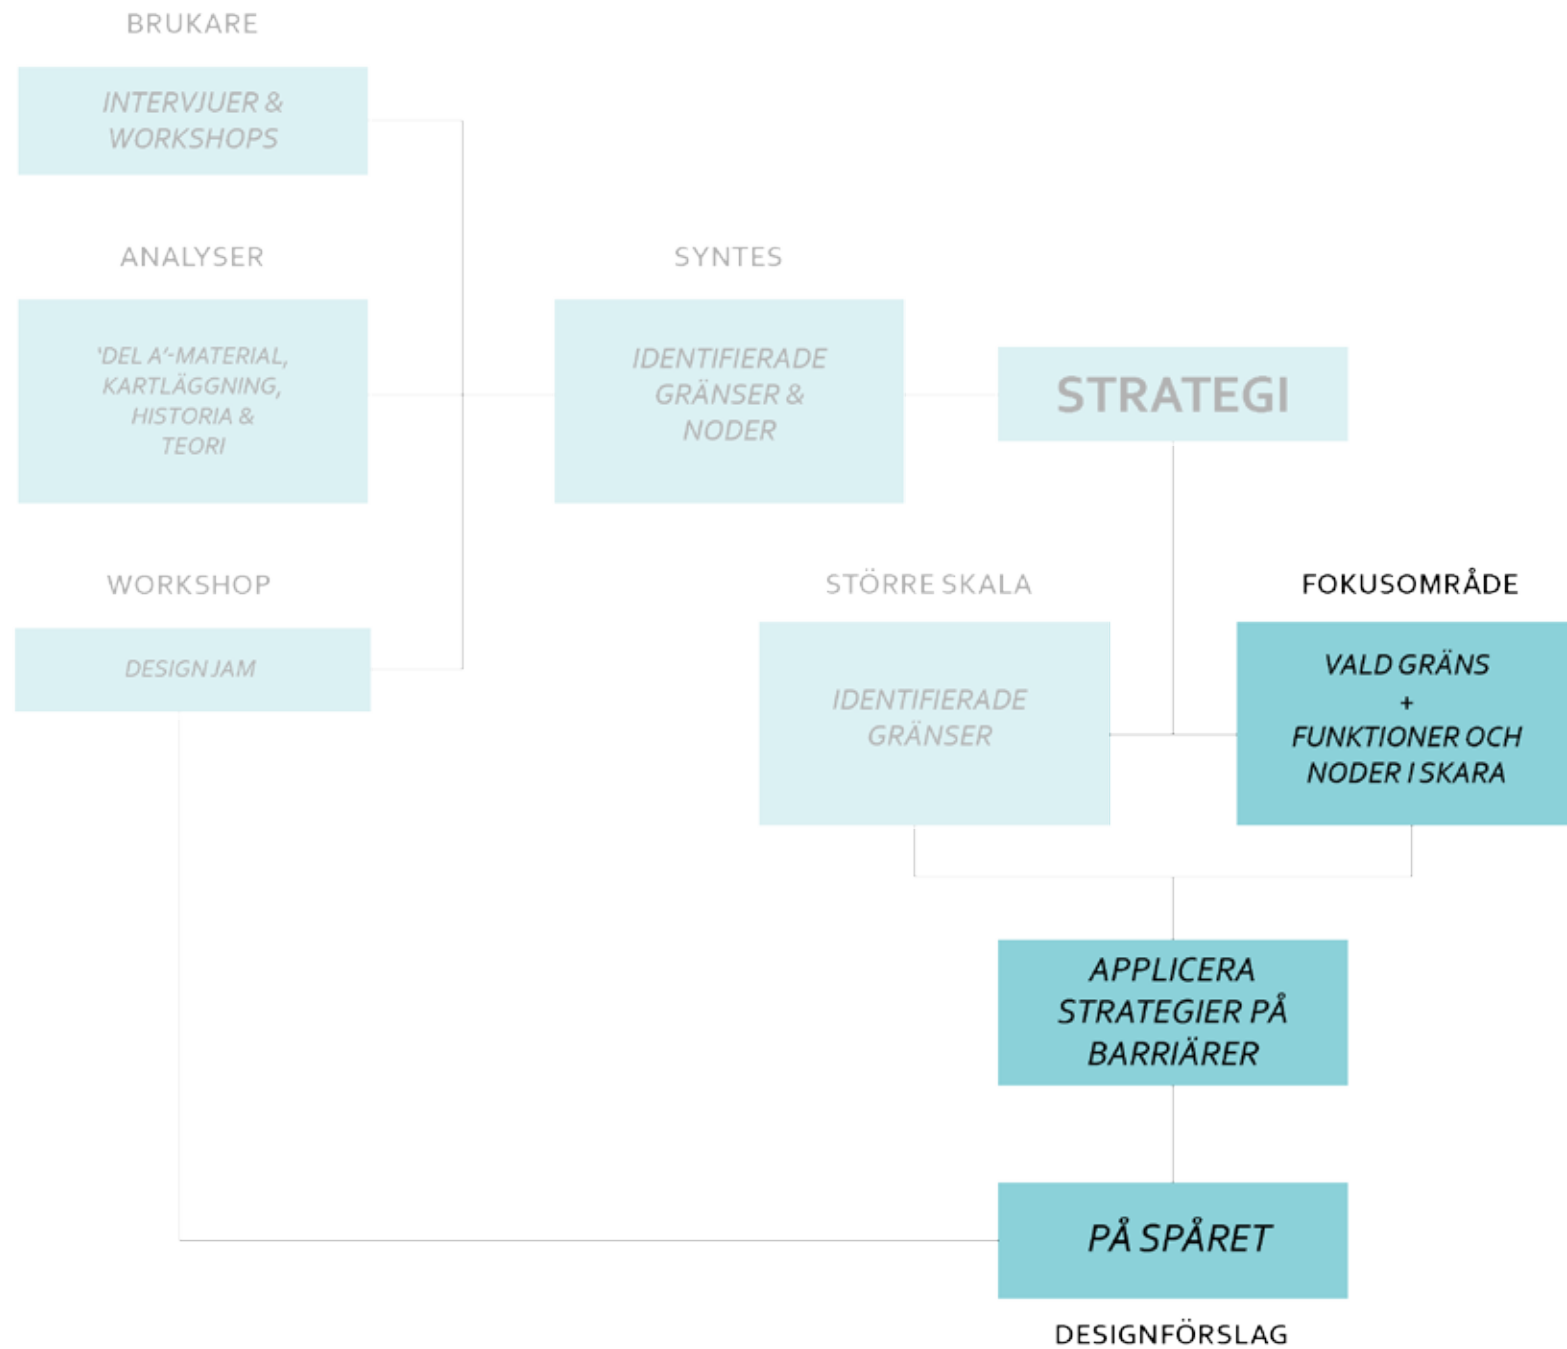 BRUKARE
INTERVJUER &
WORKSHOPS
ANALYSER
'DEL A'-MATERIAL,
KARTLÄGGNING,
HISTORIA &
TEORI
SYNTES
IDENTIFIERADE
GRÄNSER &
NODER
STRATEGI
WORKSHOP
DESIGN JAM
STÖRRE SKALA
IDENTIFIERADE
GRÄNSER
FOKUSOMRÅDE
VALD GRÄNS
+
FUNKTIONER OCH
NODER I SKARA
APPLICERA
STRATEGIER PÅ
BARRIÄRER
PÅ SPÅRET
DESIGNFÖRSLAG